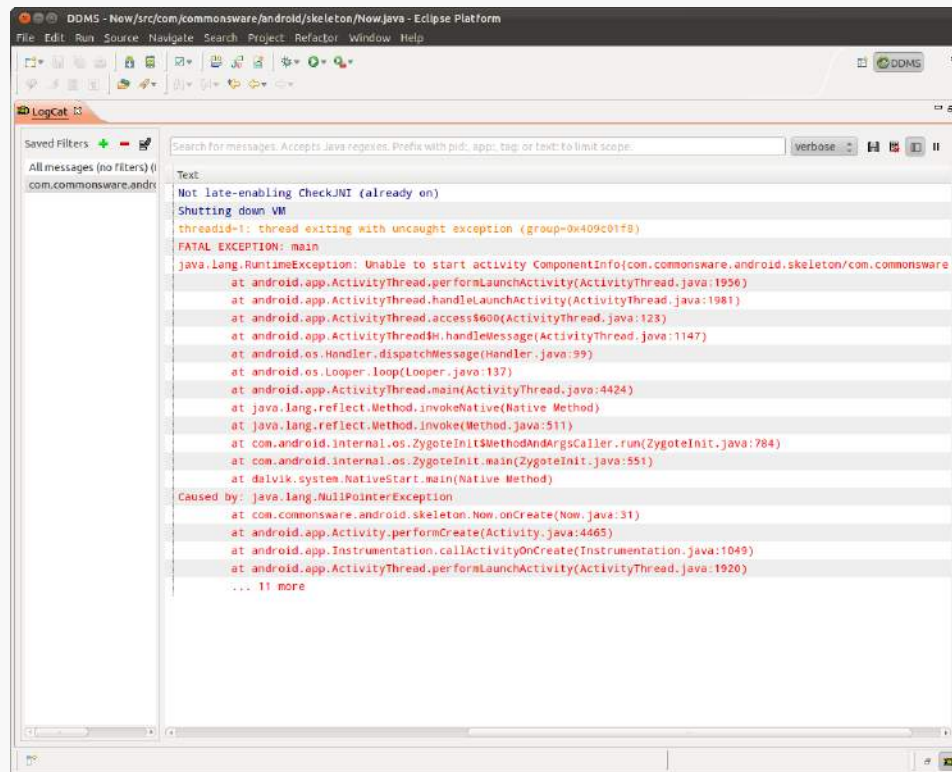 DDMS - Now/src/com/commonsware/android/skeleton/Now.java - Eclipse Platform
File Edit Run Source Navigate Search Project Refactor Window Help
DDMS
LogCat
Saved Filters
Search for messages. Accepts Java regexes. Prefix with pid:, app:, tag: or text: to limit scope.
verbose
All messages (no filters) (
com.commonsware.andr
Text
Not late-enabling CheckJNI (already on)
Shutting down VM
threadid=1: thread exiting with uncaught exception (group=0x409c01f8)
FATAL EXCEPTION: main
java.lang.RuntimeException: Unable to start activity ComponentInfo{com.commonsware.android.skeleton/com.commonsware
at android.app.ActivityThread.performLaunchActivity(ActivityThread.java:1956)
at android.app.ActivityThread.handleLaunchActivity(ActivityThread.java:1981)
at android.app.ActivityThread.access$600(ActivityThread.java:123)
at android.app.ActivityThread$H.handleMessage(ActivityThread.java:1147)
at android.os.Handler.dispatchMessage(Handler.java:99)
at android.os.Looper.loop(Looper.java:137)
at android.app.ActivityThread.main(ActivityThread.java:4424)
at java.lang.reflect.Method.invokeNative(Native Method)
at java.lang.reflect.Method.invoke(Method.java:511)
at com.android.internal.os.ZygoteInit$MethodAndArgsCaller.run(ZygoteInit.java:784)
at com.android.internal.os.ZygoteInit.main(ZygoteInit.java:551)
at dalvik.system.NativeStart.main(Native Method)
Caused by: java.lang.NullPointerException
at com.commonsware.android.skeleton.Now.onCreate(Now.java:31)
at android.app.Activity.performCreate(Activity.java:4465)
at android.app.Instrumentation.callActivityOnCreate(Instrumentation.java:1049)
at android.app.ActivityThread.performLaunchActivity(ActivityThread.java:1920)
... 11 more